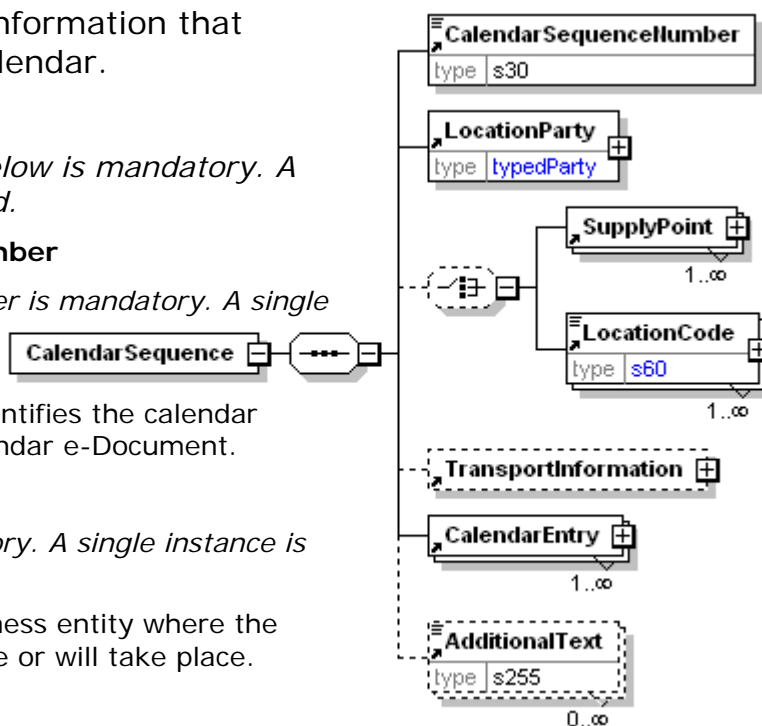 nformation that
lendar.
elow is mandatory. A
d.
nber
er is mandatory. A single
entifies the calendar
ndar e-Document.
ory. A single instance is
ness entity where the
e or will take place.
CalendarSequence
CalendarSequenceNumber
type s30
LocationParty
type typedParty
SupplyPoint
1..∞
LocationCode
type s60
1..∞
TransportInformation
CalendarEntry
1..∞
AdditionalText
type s255
0..∞